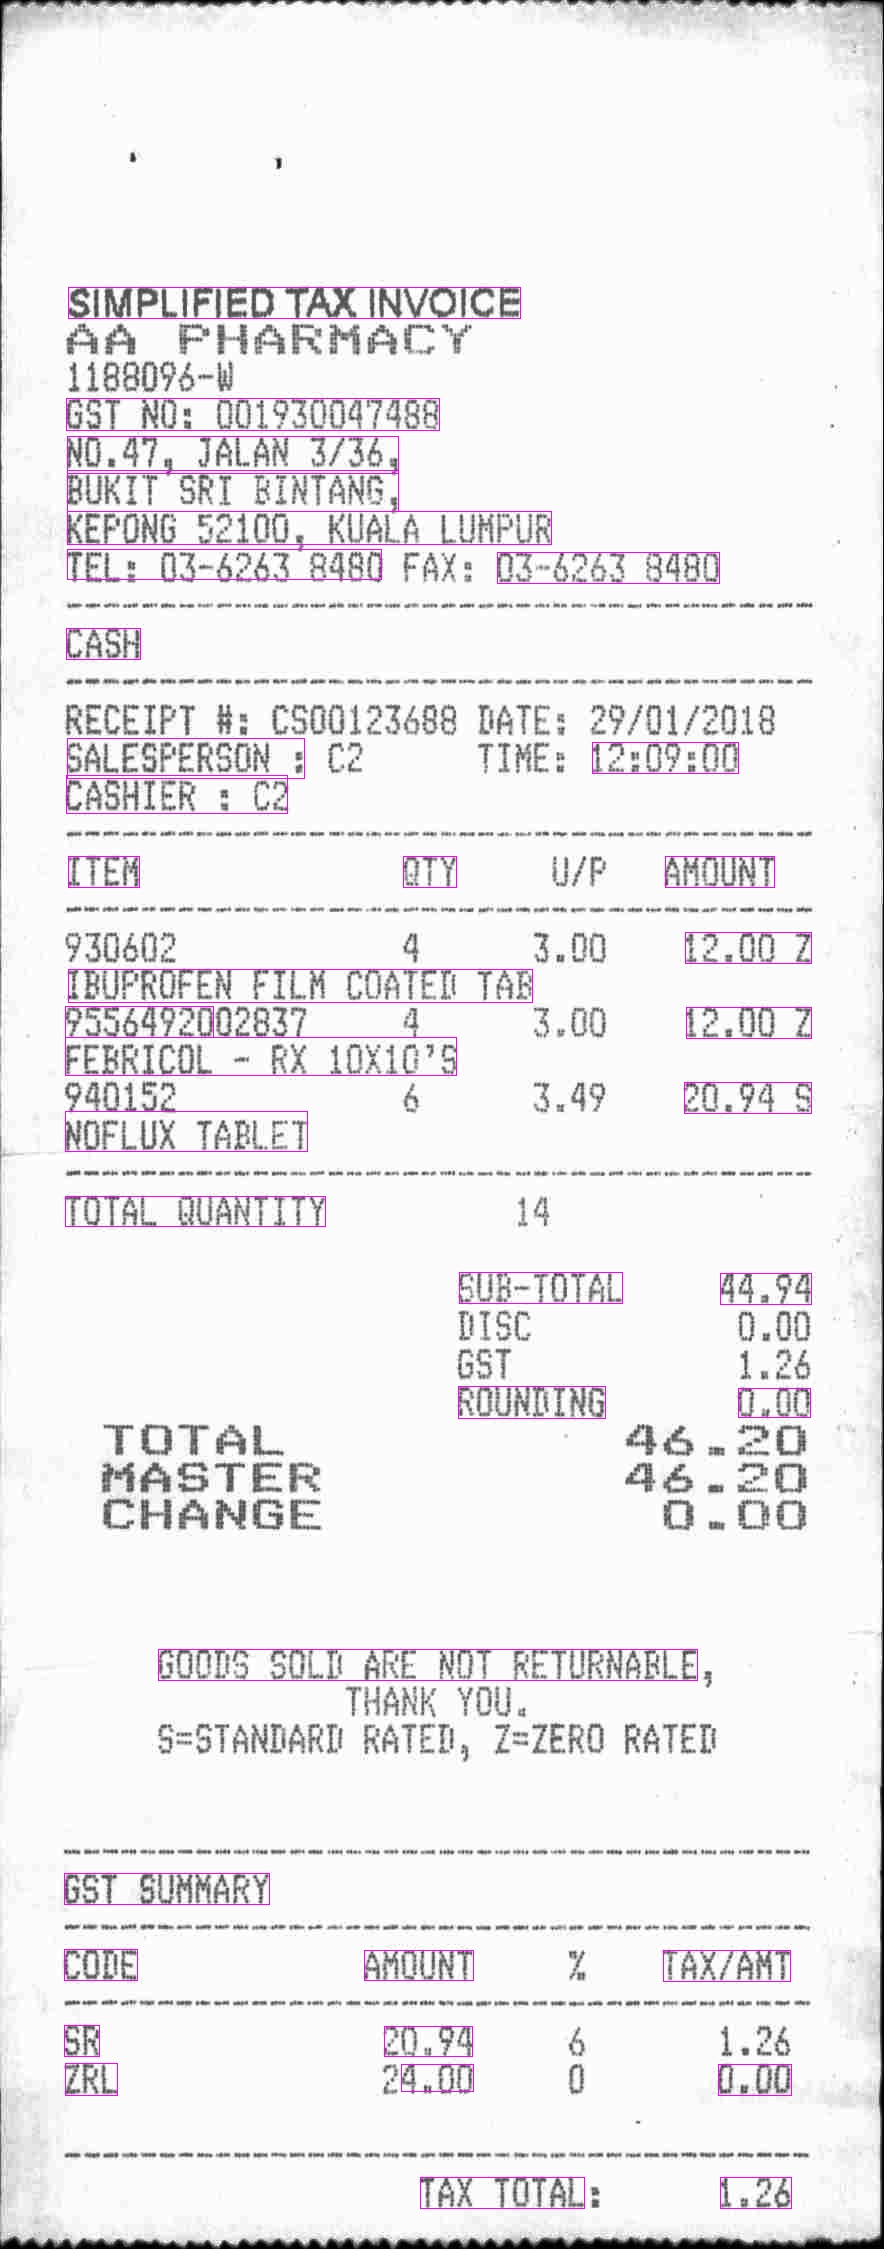 SIMPLIFIED TAX INVOICE
AA PHARMACY
1188096-W
GST NO: 001930047488
NO.47, JALAN 3/36,
BUKIT SRI BINTANG,
KEPONG 52100, KUALA LUMPUR
TEL: 03-6263 8480 FAX: 03-6263 8480
CASH
RECEIPT #: CS00123688 DATE: 29/01/2018
SALESPERSON : C2 TIME: 12:09:00
CASHIER : C2
ITEM QTY U/P AMOUNT
930602 4 3.00 12.00 Z
IBUPROFEN FILM COATED TAB
9556492002837 4 3.00 12.00 Z
FEBRICOL - RX 10X10'S
940152 6 3.49 20.94 S
NOFLUX TABLET
TOTAL QUANTITY 14
SUB-TOTAL 44.94
DISC 0.00
GST 1.26
ROUNDING 0.00
TOTAL 46.20
MASTER 46.20
CHANGE 0.00
GOODS SOLD ARE NOT RETURNABLE,
THANK YOU.
S=STANDARD RATED, Z=ZERO RATED
GST SUMMARY
CODE AMOUNT % TAX/AMT
SR 20.94 6 1.26
ZRL 24.00 0 0.00
TAX TOTAL: 1.26